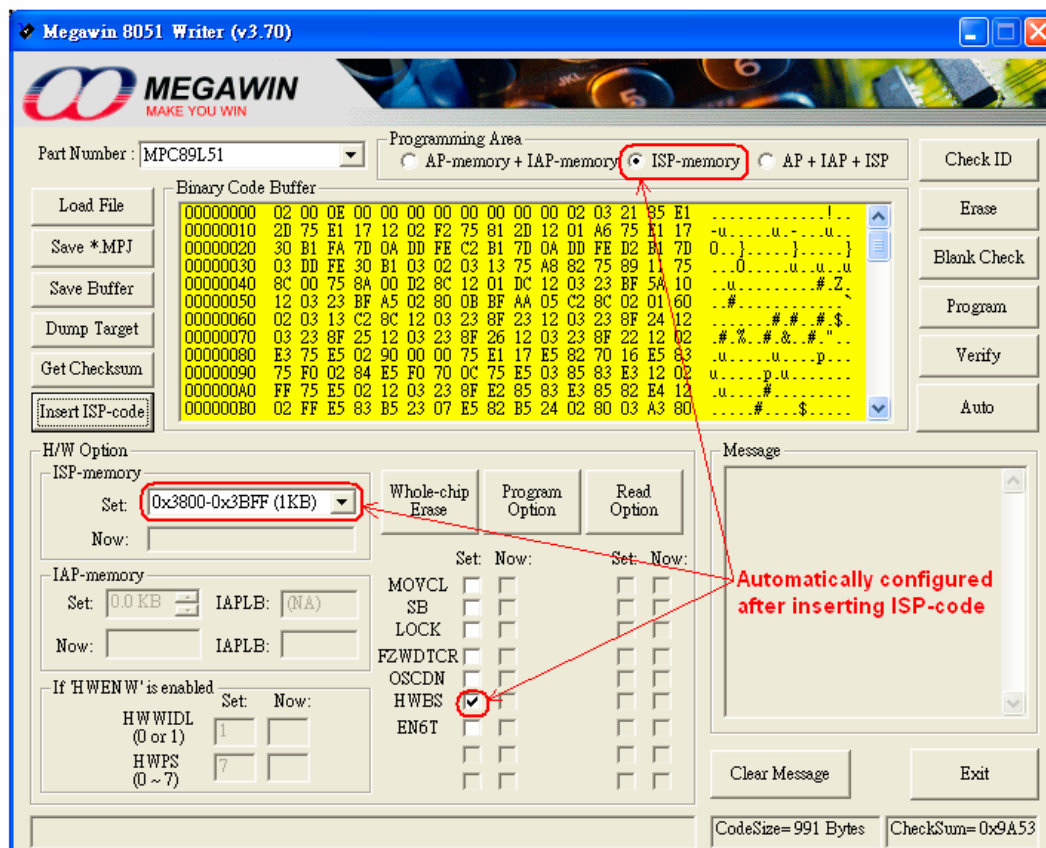 Megawin 8051 Writer (v3.70)
MEGAWIN
MAKE YOU WIN
JKL 5 6
Part Number : MPC89L51
Programming Area
AP-memory + IAP-memory ISP-memory AP + IAP + ISP
Check ID
Load File
Save *.MPJ
Save Buffer
Dump Target
Get Checksum
Insert ISP-code
Binary Code Buffer
00000000 02 00 0E 00 00 00 00 00 00 00 00 02 03 21 85 E1 .............!..
00000010 2D 75 E1 17 12 02 F2 75 81 2D 12 01 A6 75 E1 17 -u.....u.-...u..
00000020 30 B1 FA 7D 0A DD FE C2 B1 7D 0A DD FE D2 B1 7D 0..}.....}.....}
00000030 03 DD FE 30 B1 03 02 03 13 75 A8 82 75 89 11 75 ...0.....u..u..u
00000040 8C 00 75 8A 00 D2 8C 12 01 DC 12 03 23 BF 5A 10 ..u.........#.Z.
00000050 12 03 23 BF A5 02 80 0B BF AA 05 C2 8C 02 01 60 ..#............`
00000060 02 03 13 C2 8C 12 03 23 8F 23 12 03 23 8F 24 12 .......#.#..#.$.
00000070 03 23 8F 25 12 03 23 8F 26 12 03 23 8F 22 12 02 .#.%..#.&..#."..
00000080 E3 75 E5 02 90 00 00 75 E1 17 E5 82 70 16 E5 83 .u.....u....p...
00000090 75 F0 02 84 E5 F0 70 0C 75 E5 03 85 83 E3 12 02 u.....p.u.......
000000A0 FF 75 E5 02 12 03 23 8F E2 85 83 E3 85 82 E4 12 .u....#.........
000000B0 02 FF E5 83 B5 23 07 E5 82 B5 24 02 80 03 A3 80 .....#....$.....
Erase
Blank Check
Program
Verify
Auto
H/W Option
ISP-memory
Set: 0x3800-0x3BFF (1KB)
Now:
IAP-memory
Set: 0.0 KB IAPLB: (NA)
Now: IAPLB:
If 'HWENW' is enabled
Set: Now:
HWWIDL
(0 or 1) 1
HWPS
(0 ~ 7) 7
Whole-chip
Erase
Program
Option
Read
Option
Set: Now: Set: Now:
MOVCL
SB
LOCK
FZWDTCR
OSCDN
HWBS
EN6T
Message
Automatically configured
after inserting ISP-code
Clear Message
Exit
CodeSize= 991 Bytes
CheckSum= 0x9A53